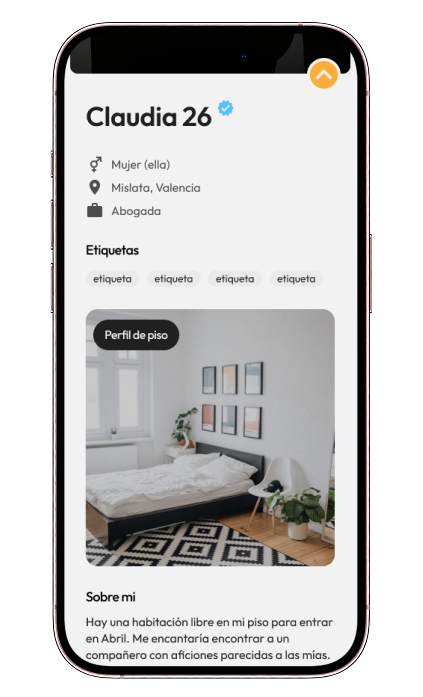 Claudia 26
Mujer (ella)
Mislata, Valencia
Abogada
Etiquetas
etiqueta etiqueta etiqueta etiqueta
Perfil de piso
Sobre mi
Hay una habitación libre en mi piso para entrar
en Abril. Me encantaría encontrar a un
compañero con aficiones parecidas a las mías.